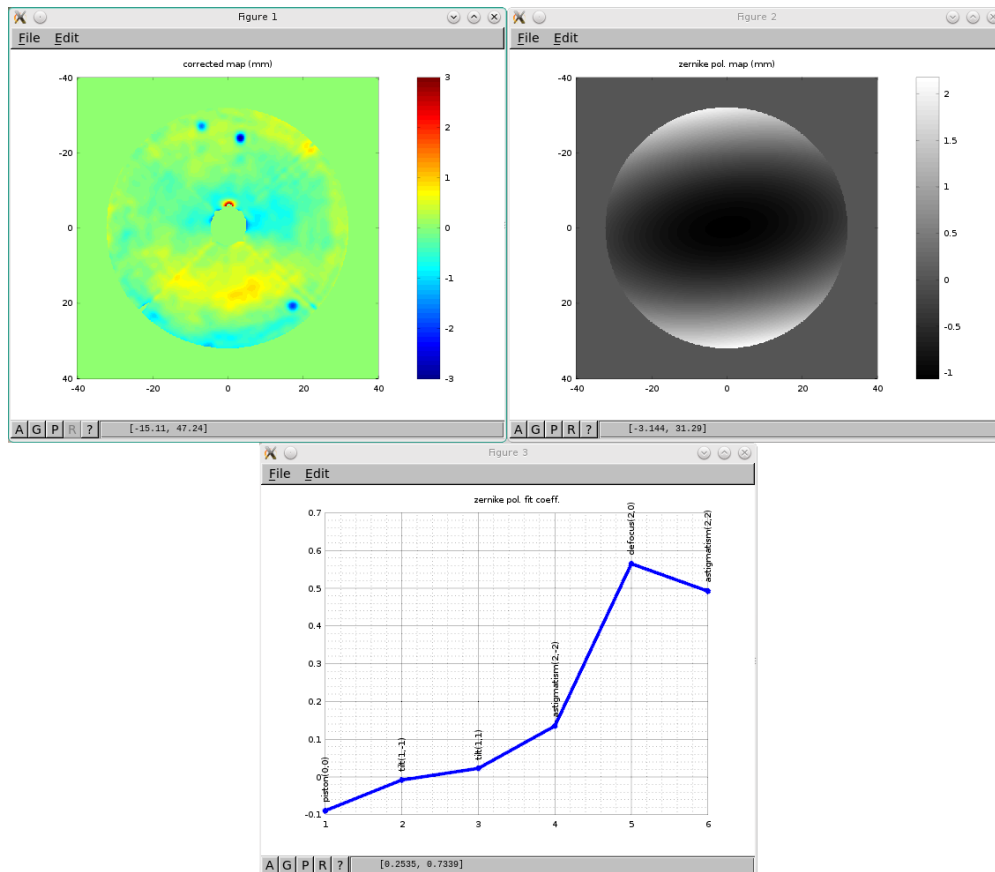 Figure 1
File Edit
corrected map (mm)
-40
-20
0
20
40
-40 -20 0 20 40
3
2
1
0
-1
-2
-3
A G P R ? [-15.11, 47.24]
Figure 2
File Edit
zernike pol. map (mm)
-40
-20
0
20
40
-40 -20 0 20 40
2
1.5
1
0.5
0
-0.5
-1
A G P R ? [-3.144, 31.29]
Figure 3
File Edit
zernike pol. fit coeff.
0.7
0.6
0.5
0.4
0.3
0.2
0.1
0
-0.1
1 2 3 4 5 6
piston(0,0)
tilt(1,-1)
tilt(1,1)
astigmatism(2,-2)
defocus(2,0)
astigmatism(2,2)
A G P R ? [0.2535, 0.7339]